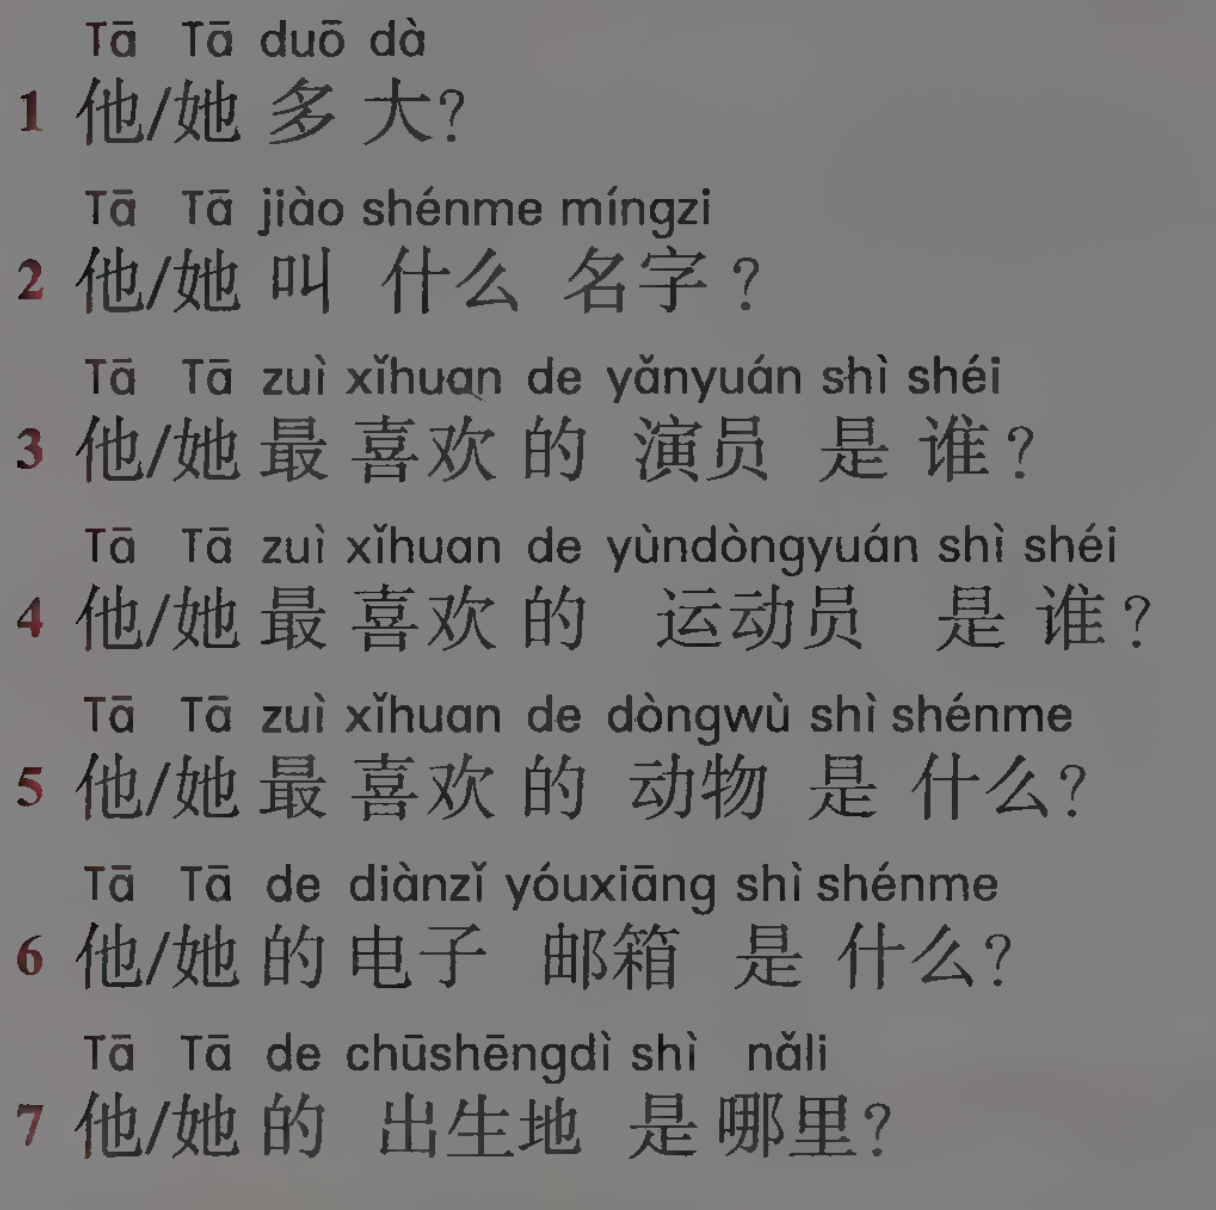 Tā Tā duō dà
1 他/她 多 大?
Tā Tā jiào shénme míngzi
2 他/她 叫 什么 名字?
Tā Tā zuì xǐhuan de yǎnyuán shì shéi
3 他/她 最 喜欢 的 演员 是 谁?
Tā Tā zuì xǐhuan de yùndòngyuán shì shéi
4 他/她 最 喜欢 的 运动员 是 谁?
Tā Tā zuì xǐhuan de dòngwù shì shénme
5 他/她 最 喜欢 的 动物 是 什么?
Tā Tā de diànzǐ yóuxiāng shì shénme
6 他/她 的 电子 邮箱 是 什么?
Tā Tā de chūshēngdì shì nǎli
7 他/她 的 出生地 是 哪里?